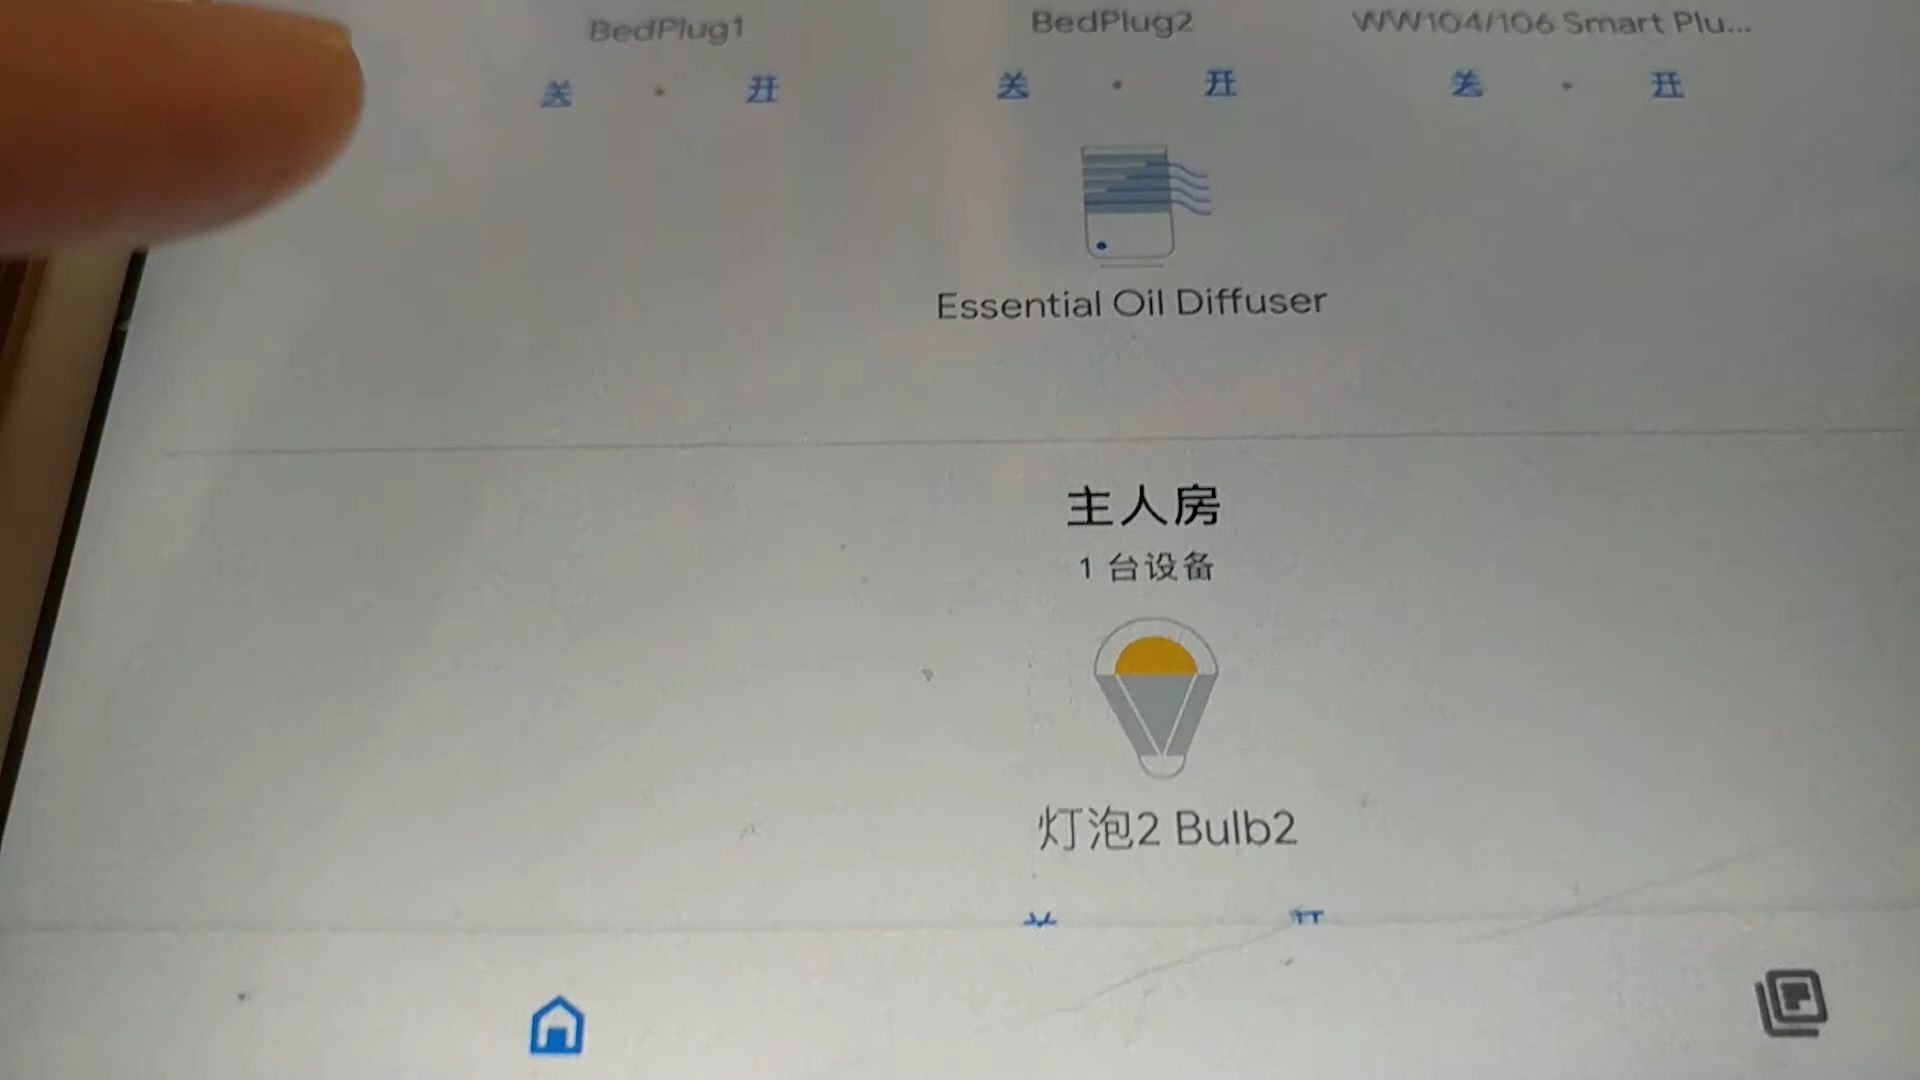 BedPlug1
BedPlug2
WW104/106 Smart Plu...
关 · 开
关 · 开
关 · 开
Essential Oil Diffuser
主人房
1 台设备
灯泡2 Bulb2